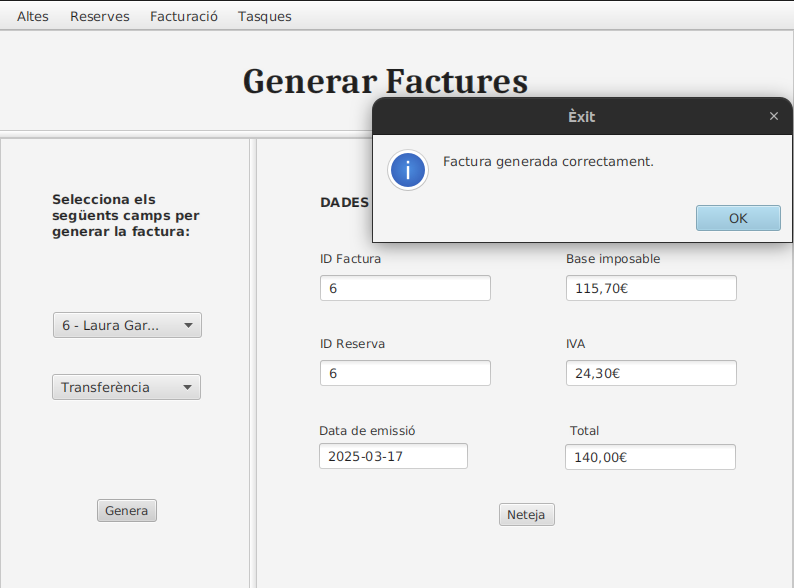 Altes Reserves Facturació Tasques
Generar Factures
Èxit
Factura generada correctament.
OK
Selecciona els
següents camps per
generar la factura:
6 - Laura Gar...
Transferència
Genera
DADES
ID Factura
6
Base imposable
115,70€
ID Reserva
6
IVA
24,30€
Data de emissió
2025-03-17
Total
140,00€
Neteja